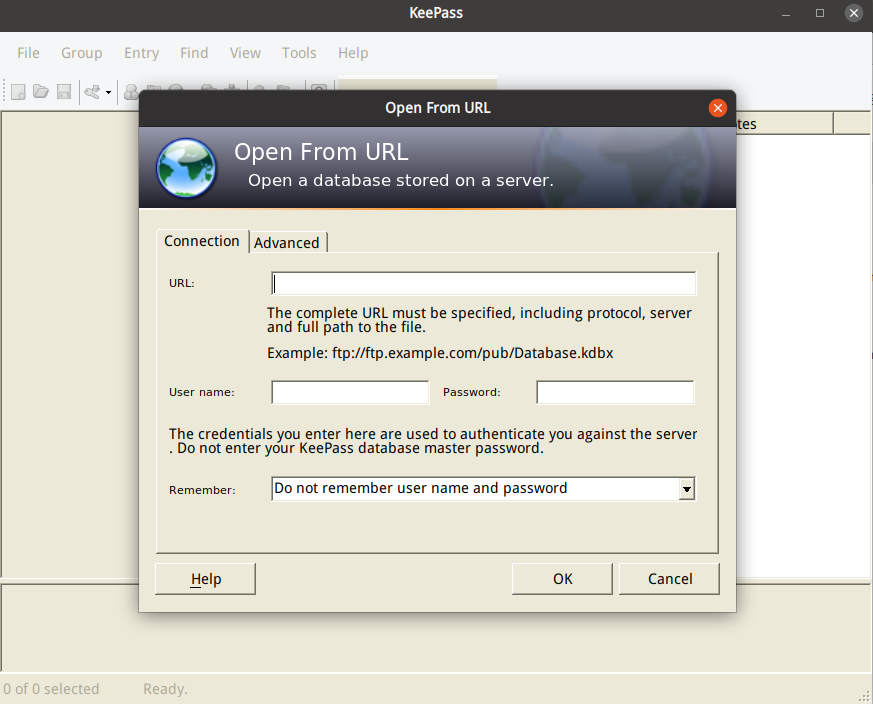 KeePass
File Group Entry Find View Tools Help
Open From URL
tes
Open From URL
Open a database stored on a server.
Connection Advanced
URL:
The complete URL must be specified, including protocol, server
and full path to the file.
Example: ftp://ftp.example.com/pub/Database.kdbx
User name: Password:
The credentials you enter here are used to authenticate you against the server
. Do not enter your KeePass database master password.
Remember: Do not remember user name and password
Help OK Cancel
0 of 0 selected Ready.